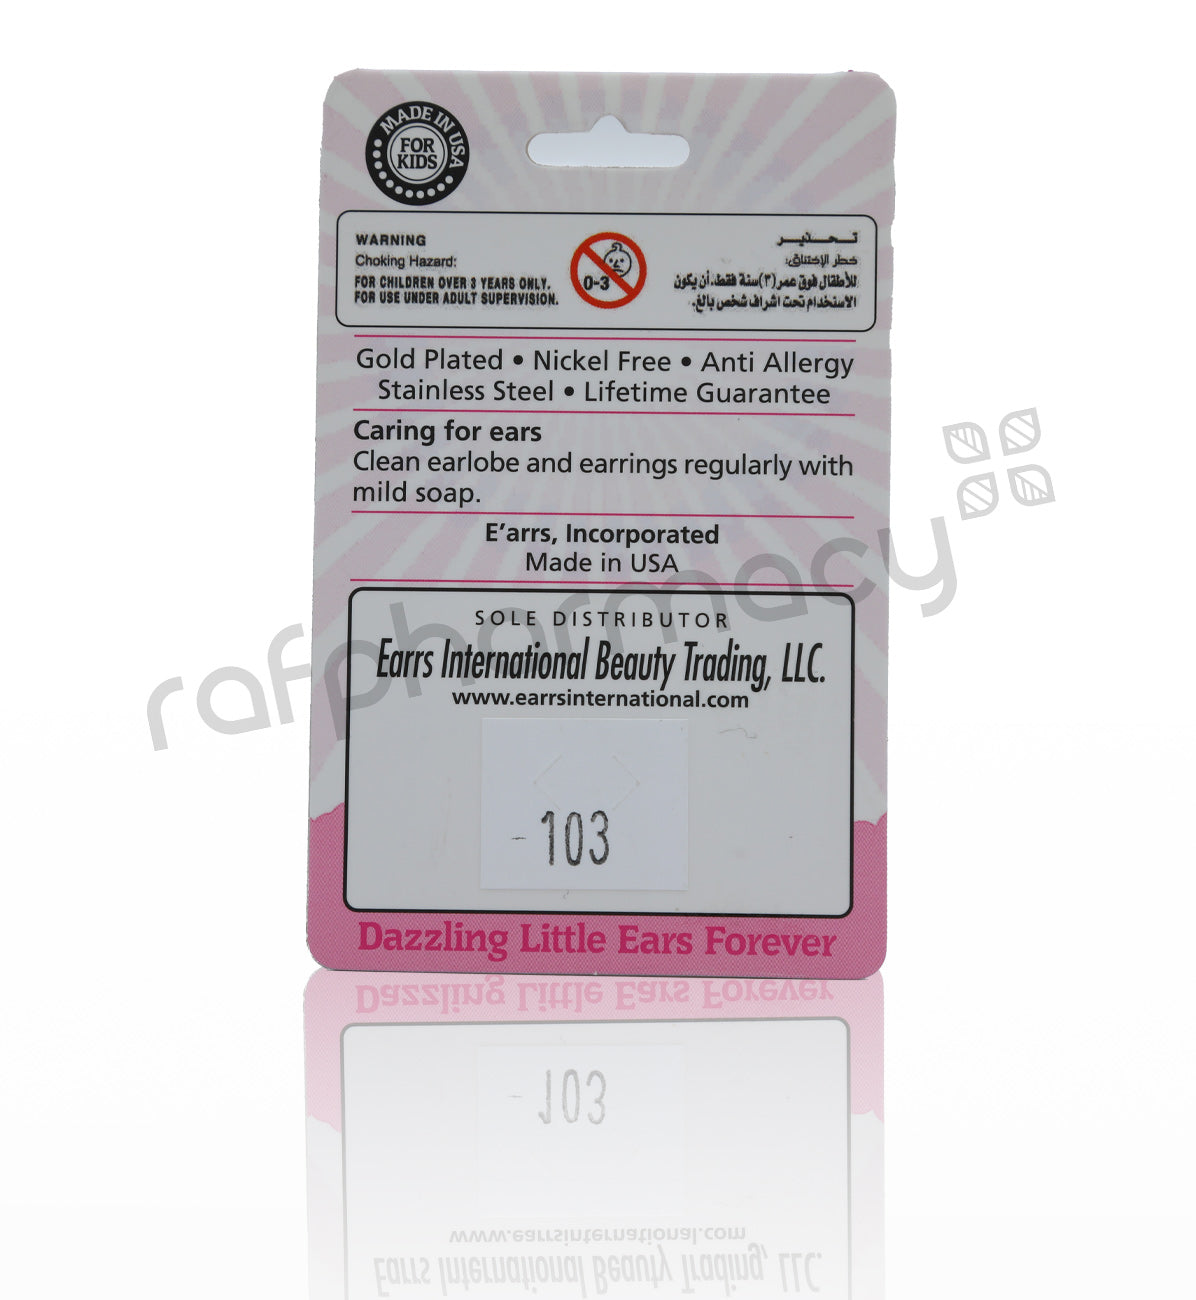 MADE IN USA
FOR
KIDS
WARNING
Choking Hazard:
FOR CHILDREN OVER 3 YEARS ONLY.
FOR USE UNDER ADULT SUPERVISION.
0-3
تحذير
خطر الإختناق:
للأطفال فوق عمر (٣) سنة فقط، أن يكون
الاستخدام تحت اشراف شخص بالغ.
Gold Plated • Nickel Free • Anti Allergy
Stainless Steel • Lifetime Guarantee
Caring for ears
Clean earlobe and earrings regularly with
mild soap.
E'arrs, Incorporated
Made in USA
SOLE DISTRIBUTOR
Earrs International Beauty Trading, LLC.
www.earrsinternational.com
- 103
Dazzling Little Ears Forever
rafpharmacy